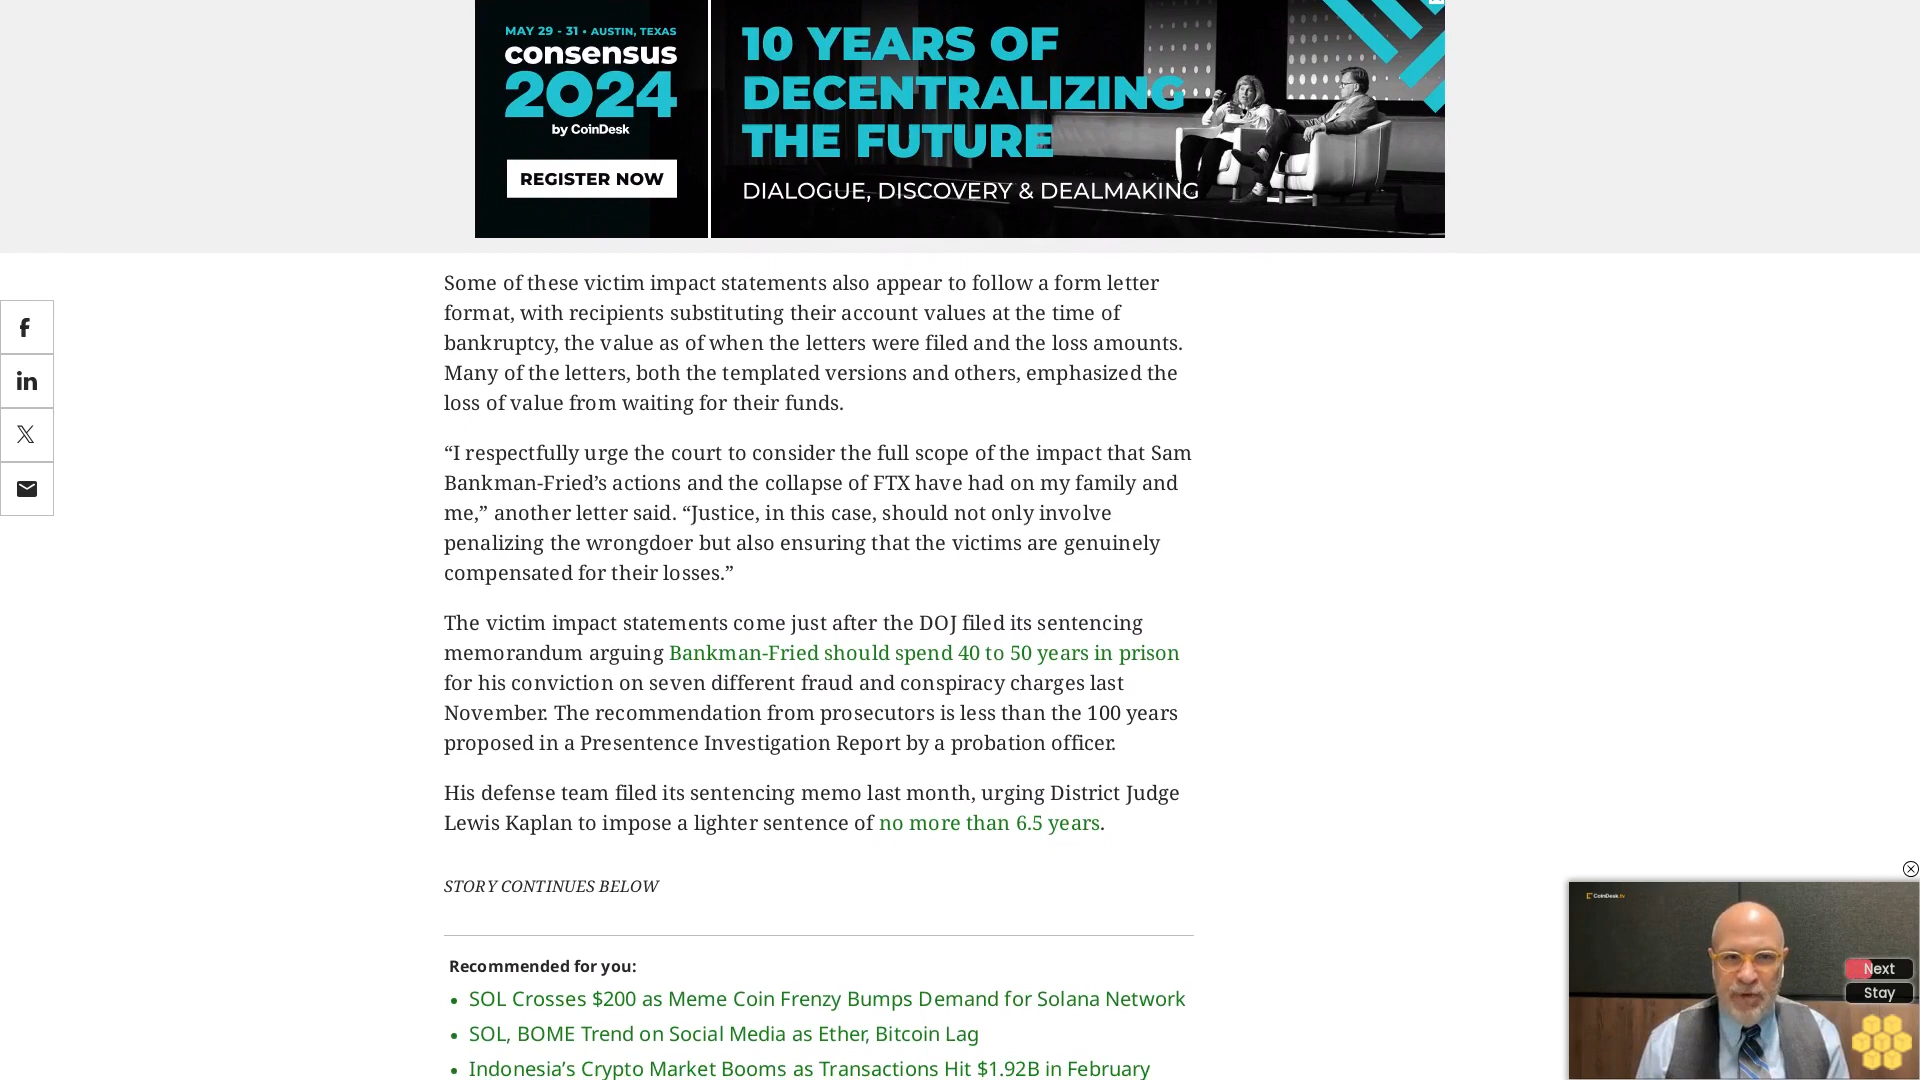 MAY 29 - 31 • AUSTIN, TEXAS
consensus
2024
by CoinDesk
REGISTER NOW
10 YEARS OF
DECENTRALIZING
THE FUTURE
DIALOGUE, DISCOVERY & DEALMAKING
Some of these victim impact statements also appear to follow a form letter
format, with recipients substituting their account values at the time of
bankruptcy, the value as of when the letters were filed and the loss amounts.
Many of the letters, both the templated versions and others, emphasized the
loss of value from waiting for their funds.
“I respectfully urge the court to consider the full scope of the impact that Sam
Bankman-Fried’s actions and the collapse of FTX have had on my family and
me,” another letter said. “Justice, in this case, should not only involve
penalizing the wrongdoer but also ensuring that the victims are genuinely
compensated for their losses.”
The victim impact statements come just after the DOJ filed its sentencing
memorandum arguing Bankman-Fried should spend 40 to 50 years in prison
for his conviction on seven different fraud and conspiracy charges last
November. The recommendation from prosecutors is less than the 100 years
proposed in a Presentence Investigation Report by a probation officer.
His defense team filed its sentencing memo last month, urging District Judge
Lewis Kaplan to impose a lighter sentence of no more than 6.5 years.
STORY CONTINUES BELOW
Recommended for you:
• SOL Crosses $200 as Meme Coin Frenzy Bumps Demand for Solana Network
• SOL, BOME Trend on Social Media as Ether, Bitcoin Lag
• Indonesia’s Crypto Market Booms as Transactions Hit $1.92B in February
CoinDesk.tv
Next
Stay